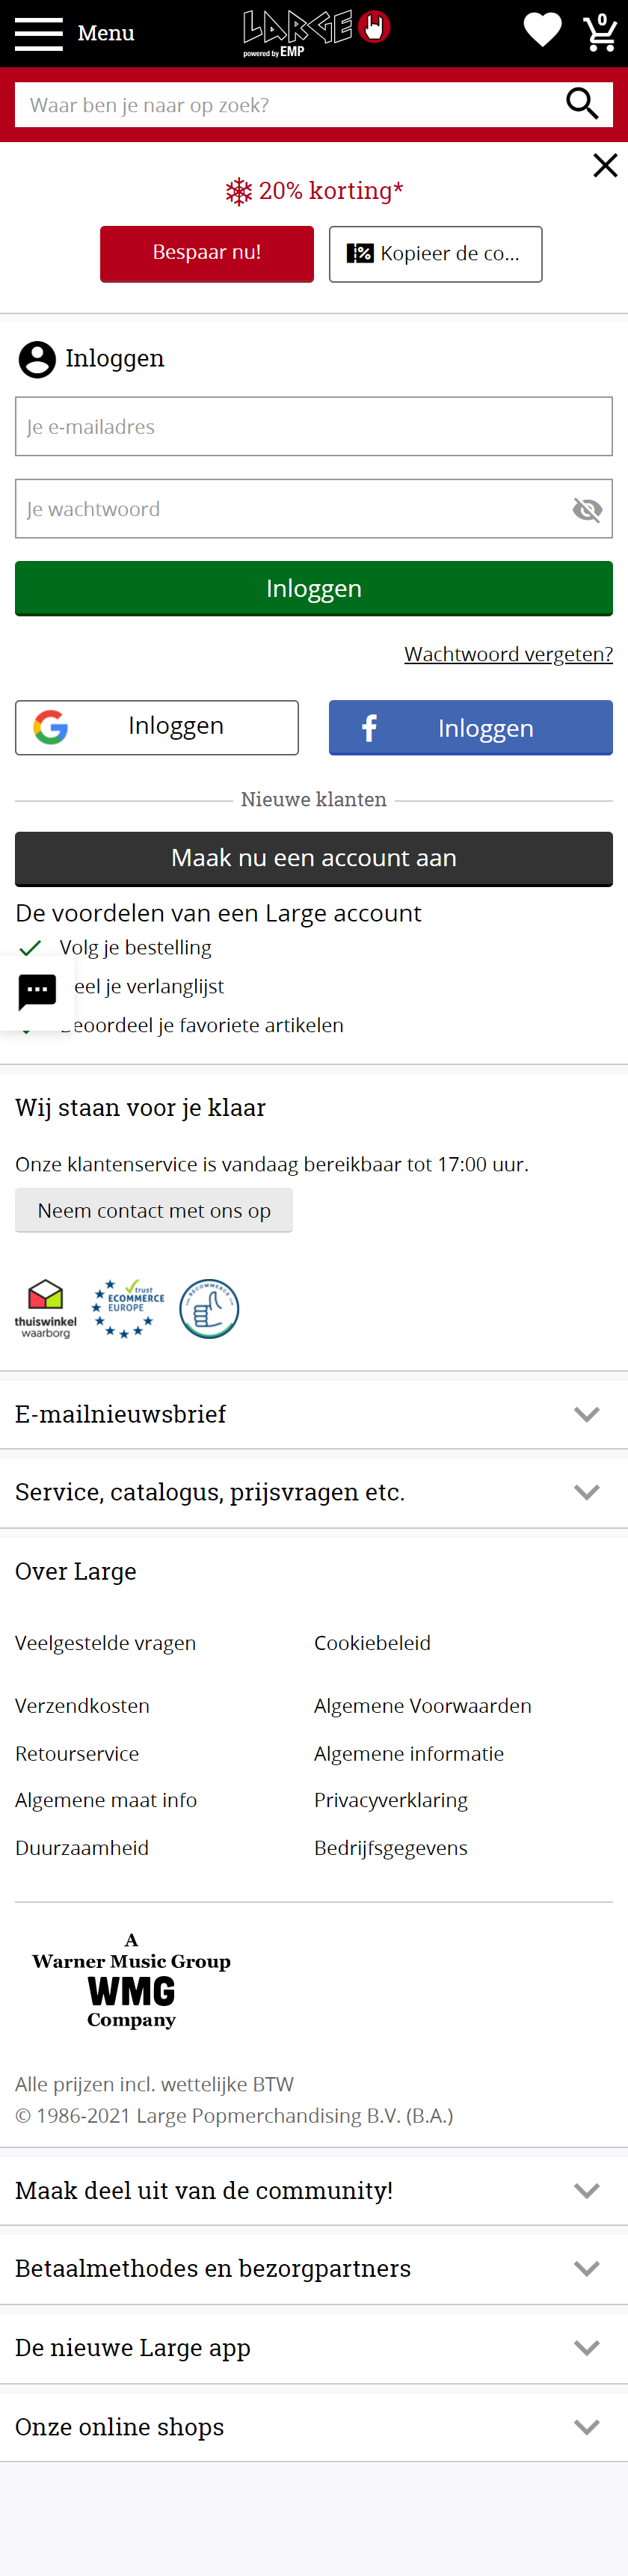 Menu
LARGE
powered by EMP
0
Waar ben je naar op zoek?
20% korting*
Bespaar nu!
Kopieer de co...
Inloggen
Je e-mailadres
Je wachtwoord
Inloggen
Wachtwoord vergeten?
Inloggen
Inloggen
Nieuwe klanten
Maak nu een account aan
De voordelen van een Large account
Volg je bestelling
eel je verlanglijst
Beoordeel je favoriete artikelen
Wij staan voor je klaar
Onze klantenservice is vandaag bereikbaar tot 17:00 uur.
Neem contact met ons op
thuiswinkel
waarborg
trust
ECOMMERCE
EUROPE
BECOMMERCE
E-mailnieuwsbrief
Service, catalogus, prijsvragen etc.
Over Large
Veelgestelde vragen
Cookiebeleid
Verzendkosten
Algemene Voorwaarden
Retourservice
Algemene informatie
Algemene maat info
Privacyverklaring
Duurzaamheid
Bedrijfsgegevens
A
Warner Music Group
WMG
Company
Alle prijzen incl. wettelijke BTW
© 1986-2021 Large Popmerchandising B.V. (B.A.)
Maak deel uit van de community!
Betaalmethodes en bezorgpartners
De nieuwe Large app
Onze online shops